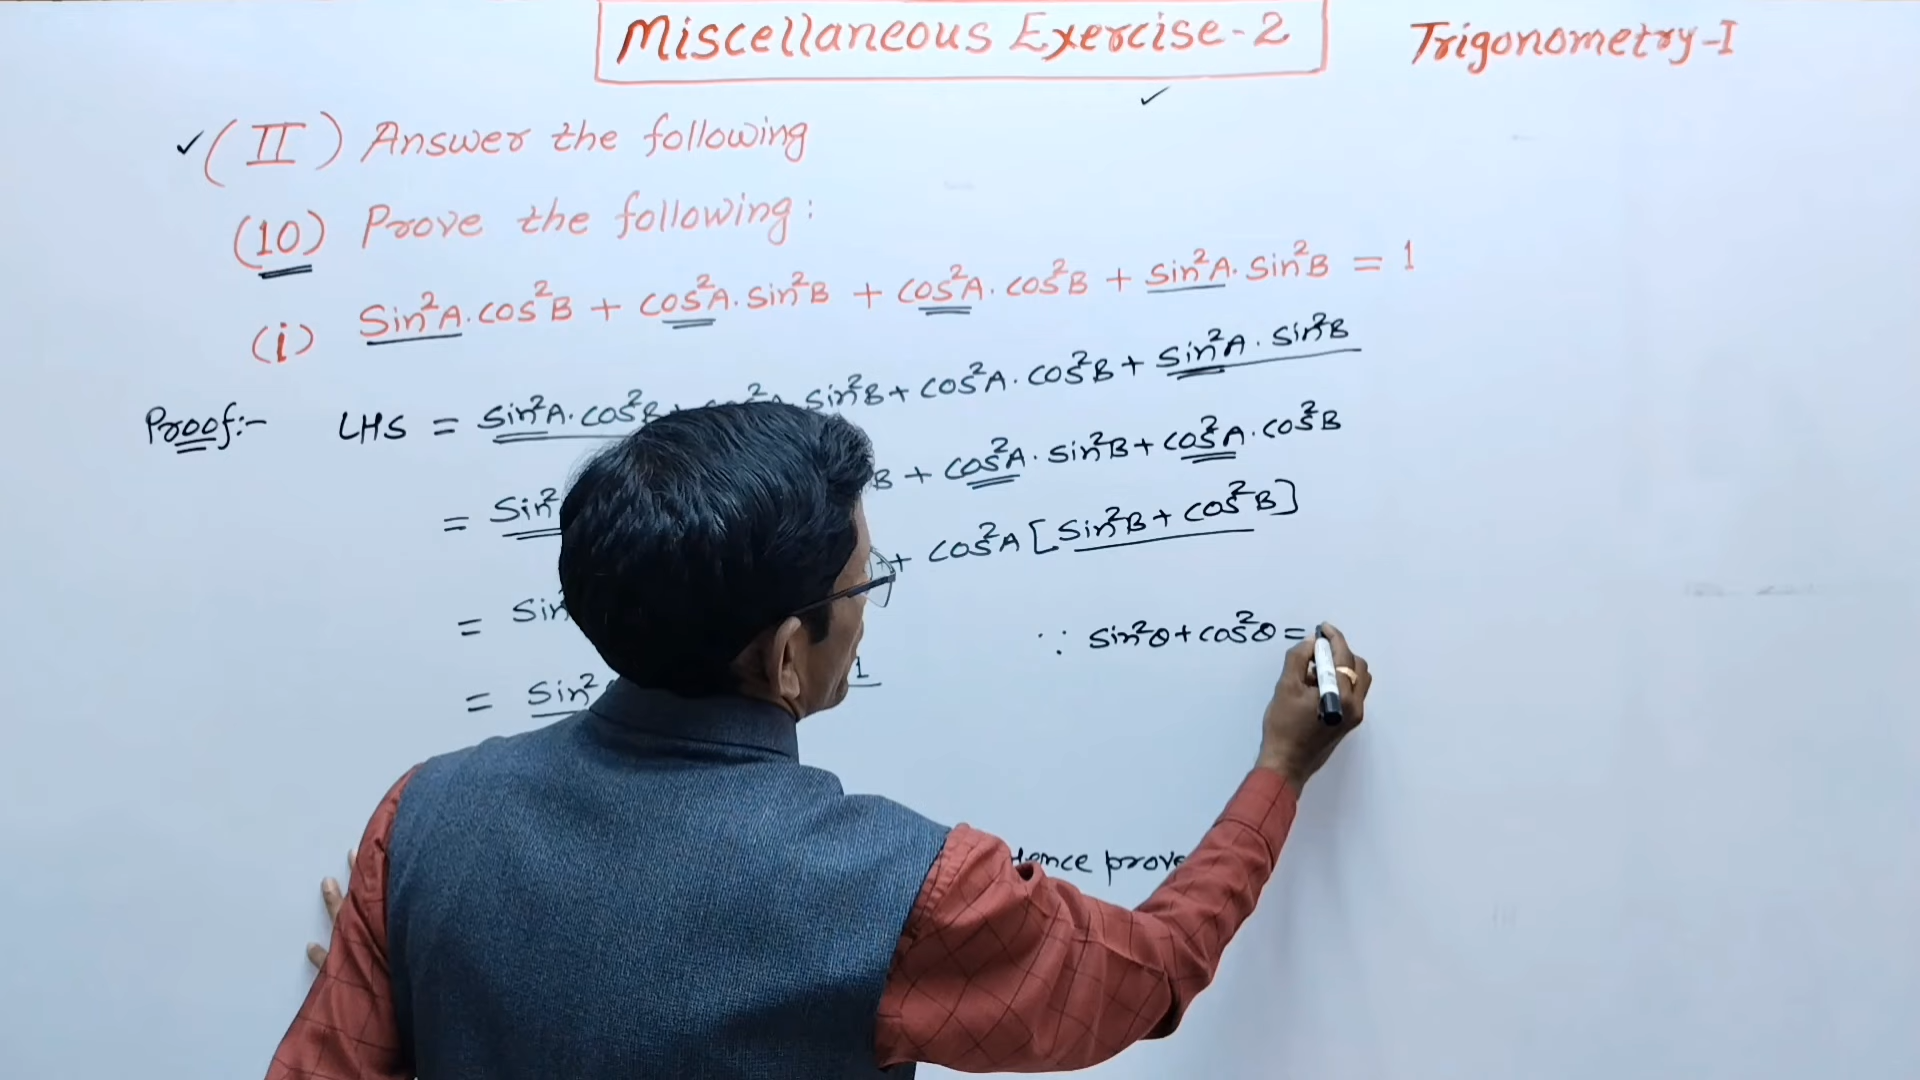 Miscellaneous Exercise-2
Trigonometry-I
(II) Answer the following
(10) Prove the following:
(i) Sin²A.cos²B + cos²A.sin²B + cos²A.cos²B + sin²A.sin²B = 1
Proof:- LHS = sin²A.cos²B sin²B + cos²A.cos²B + sin²A.sin²B
= Sin² B + cos²A.sin²B + cos²A.cos²B
= Sin + cos²A [sin²B + cos²B]
∵ sin²θ + cos²θ =
= Sin² 1
Hence prove